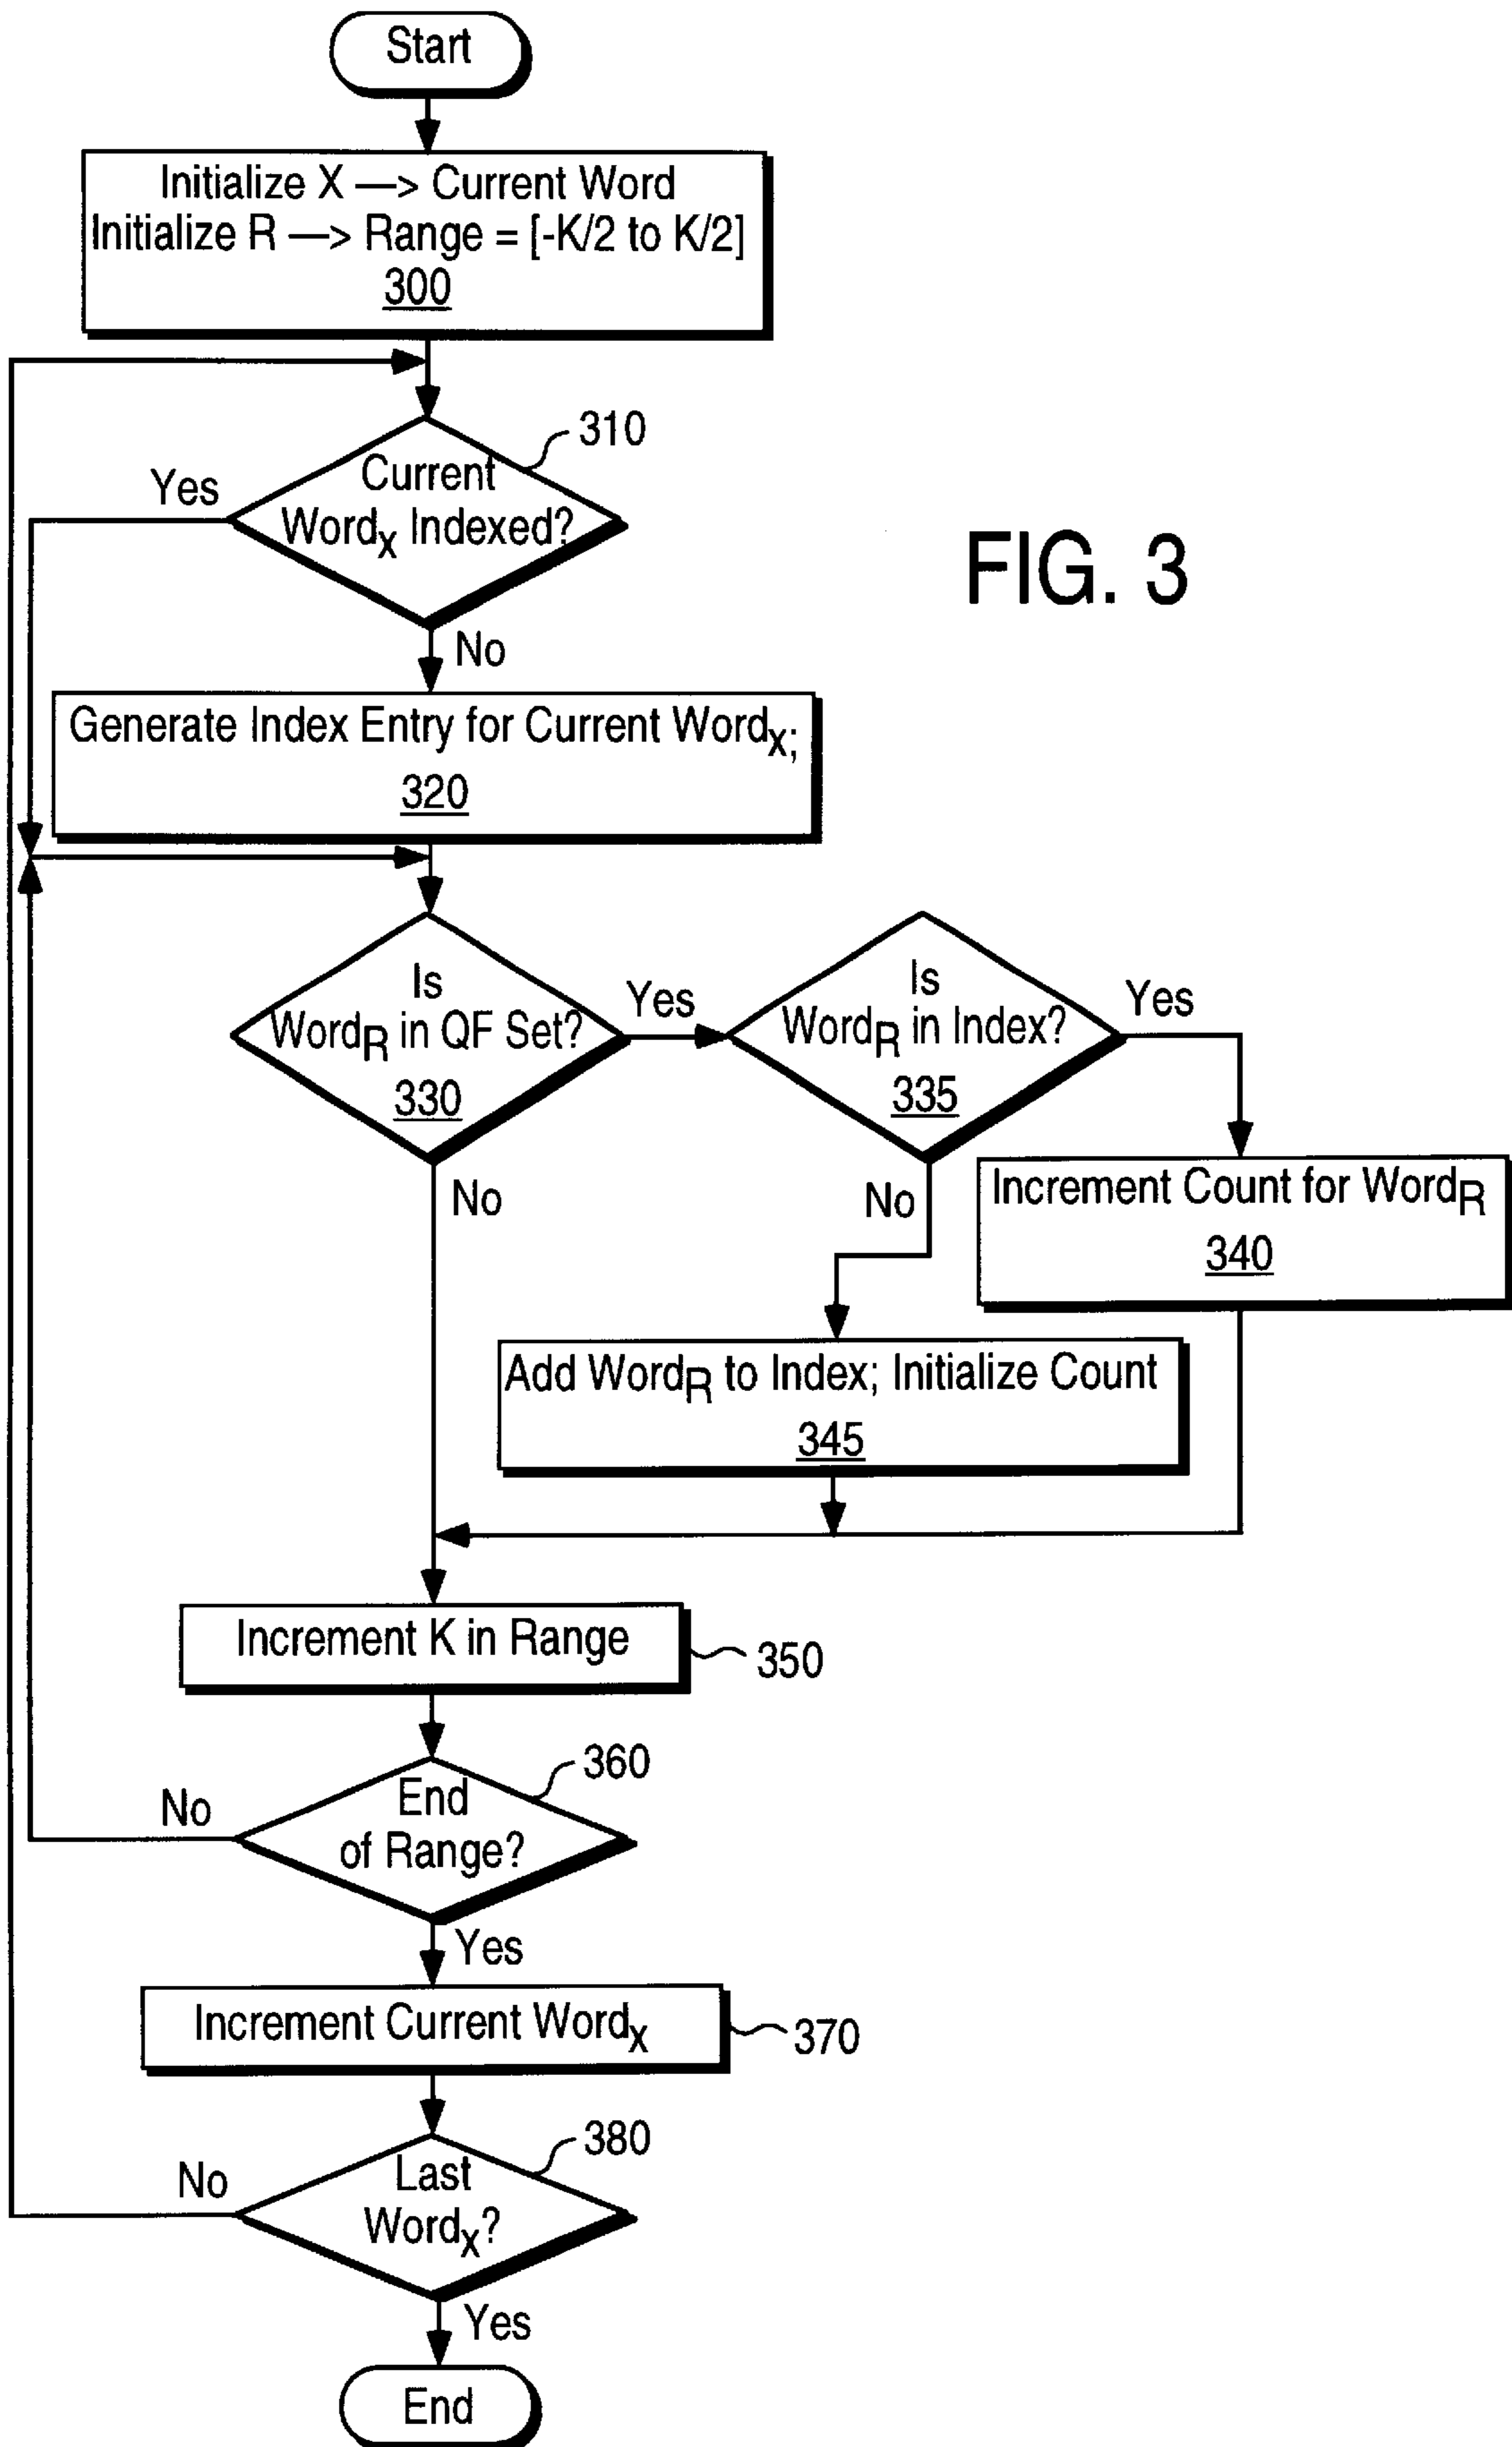 Start
Initialize X —> Current Word
Initialize R —> Range = [-K/2 to K/2]
300
310
Yes
Current
Wordx Indexed?
FIG. 3
No
Generate Index Entry for Current Wordx;
320
Is
WordR in QF Set?
330
Yes
Is
WordR in Index?
335
Yes
No
No
Increment Count for WordR
340
Add WordR to Index; Initialize Count
345
Increment K in Range
350
360
End
of Range?
No
Yes
Increment Current Wordx
370
380
Last
Wordx?
No
Yes
End